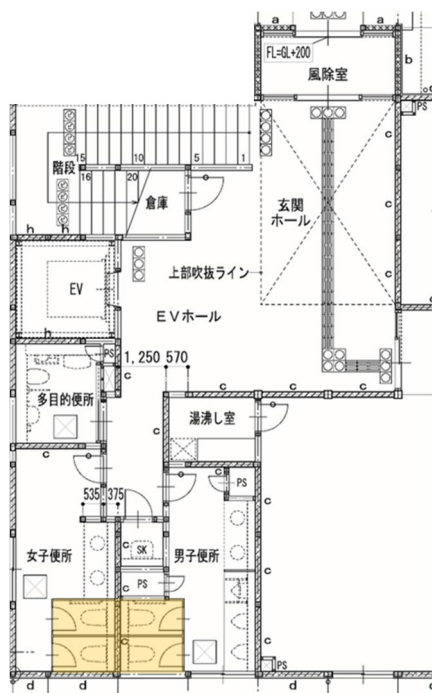 a a
FL=GL+200
b
風除室
PS
15 10 5 1
階段
16 20
倉庫
c
玄関
ホール
c
h h
上部吹抜ライン
EV
EVホール
c
h
1,250 570
PS
c c c c
多目的便所
湯沸し室
c
c c
PS
c
535 375
女子便所
SK
男子便所
c
c
PS
c
c
PS
d d d d